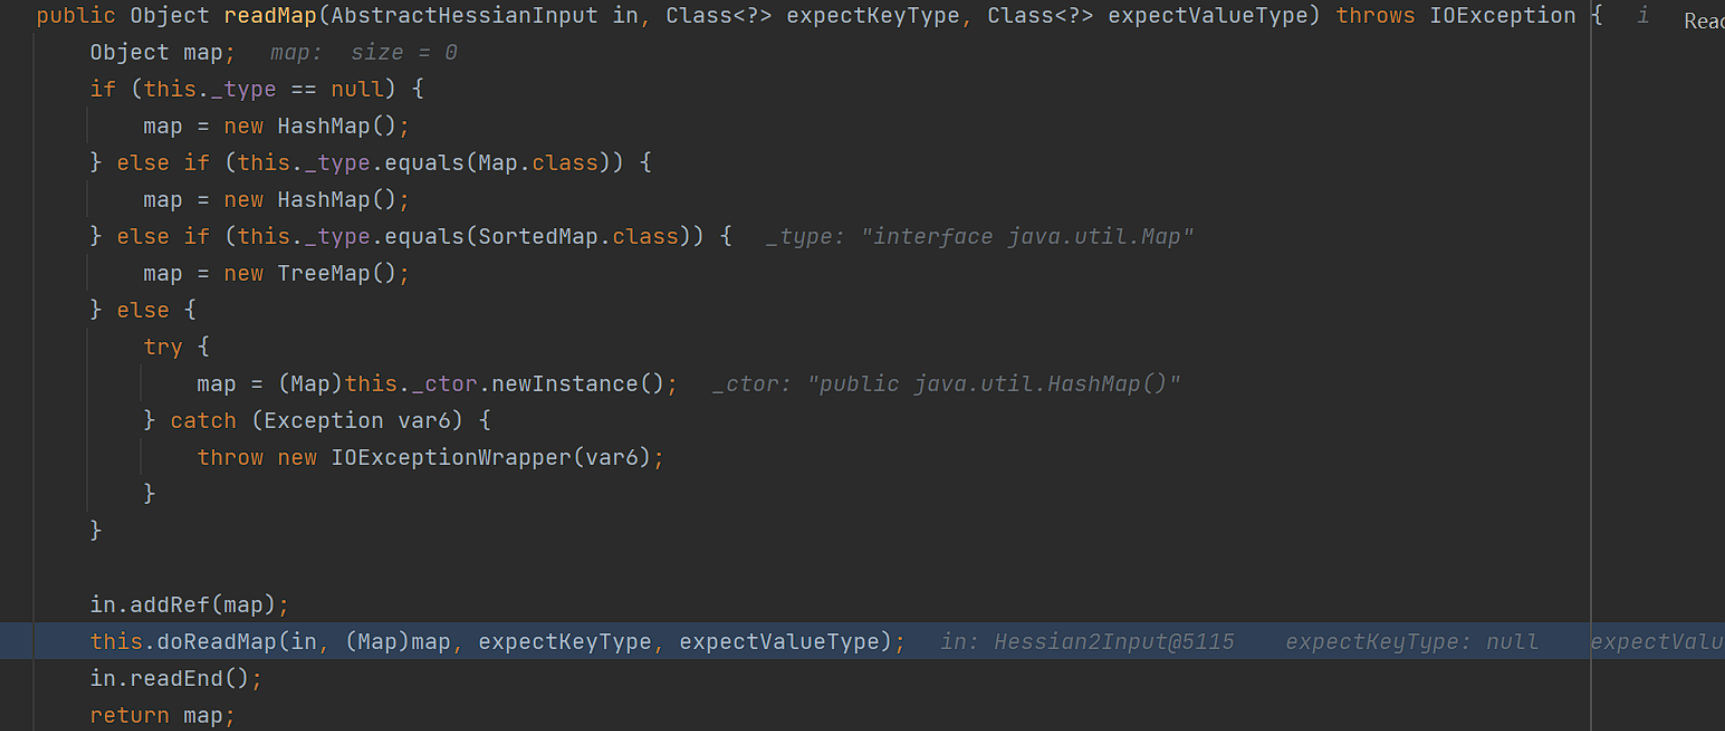 public Object readMap(AbstractHessianInput in, Class<?> expectKeyType, Class<?> expectValueType) throws IOException { i
Read
Object map; map: size = 0
if (this._type == null) {
map = new HashMap();
} else if (this._type.equals(Map.class)) {
map = new HashMap();
} else if (this._type.equals(SortedMap.class)) { _type: "interface java.util.Map"
map = new TreeMap();
} else {
try {
map = (Map)this._ctor.newInstance(); _ctor: "public java.util.HashMap()"
} catch (Exception var6) {
throw new IOExceptionWrapper(var6);
}
}
in.addRef(map);
this.doReadMap(in, (Map)map, expectKeyType, expectValueType); in: Hessian2Input@5115 expectKeyType: null expectValu
in.readEnd();
return map;